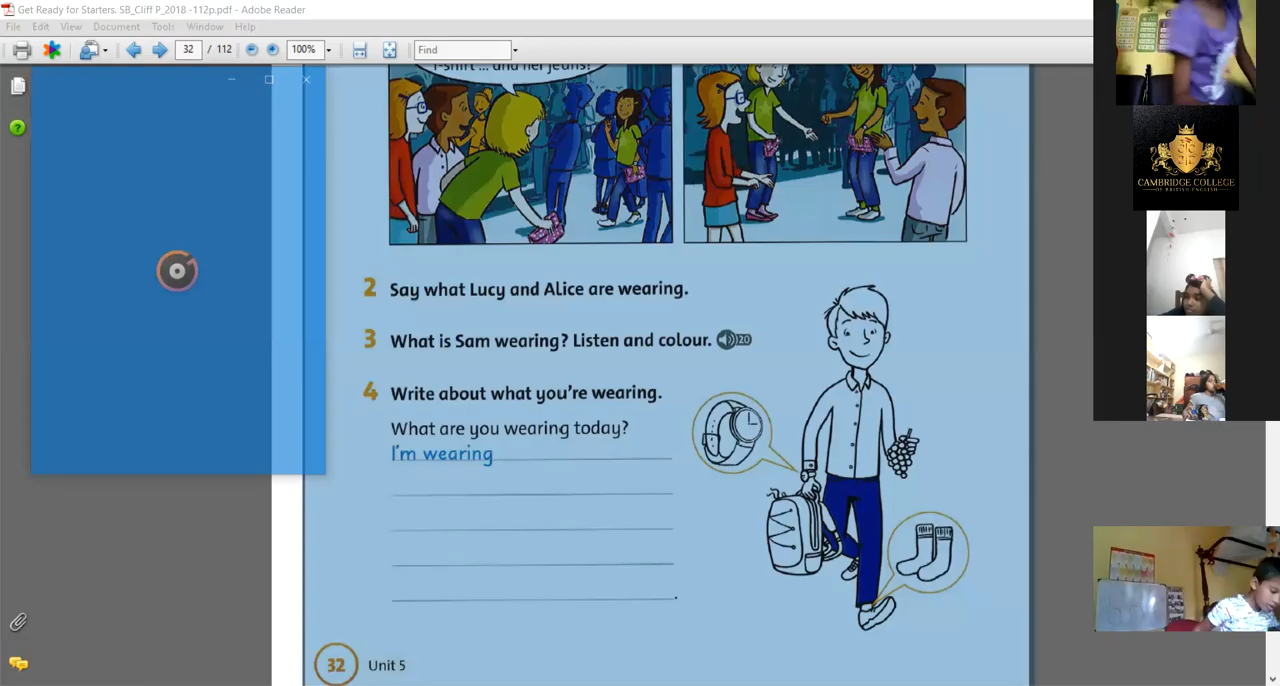 Get Ready for Starters. SB_Cliff P_2018 -112p.pdf - Adobe Reader
File Edit View Document Tools Window Help
32 / 112 100% Find
T-shirt ... and her jeans!
CAMBRIDGE COLLEGE
OF BRITISH ENGLISH
2 Say what Lucy and Alice are wearing.
3 What is Sam wearing? Listen and colour. 20
4 Write about what you're wearing.
What are you wearing today?
I'm wearing
.
32 Unit 5